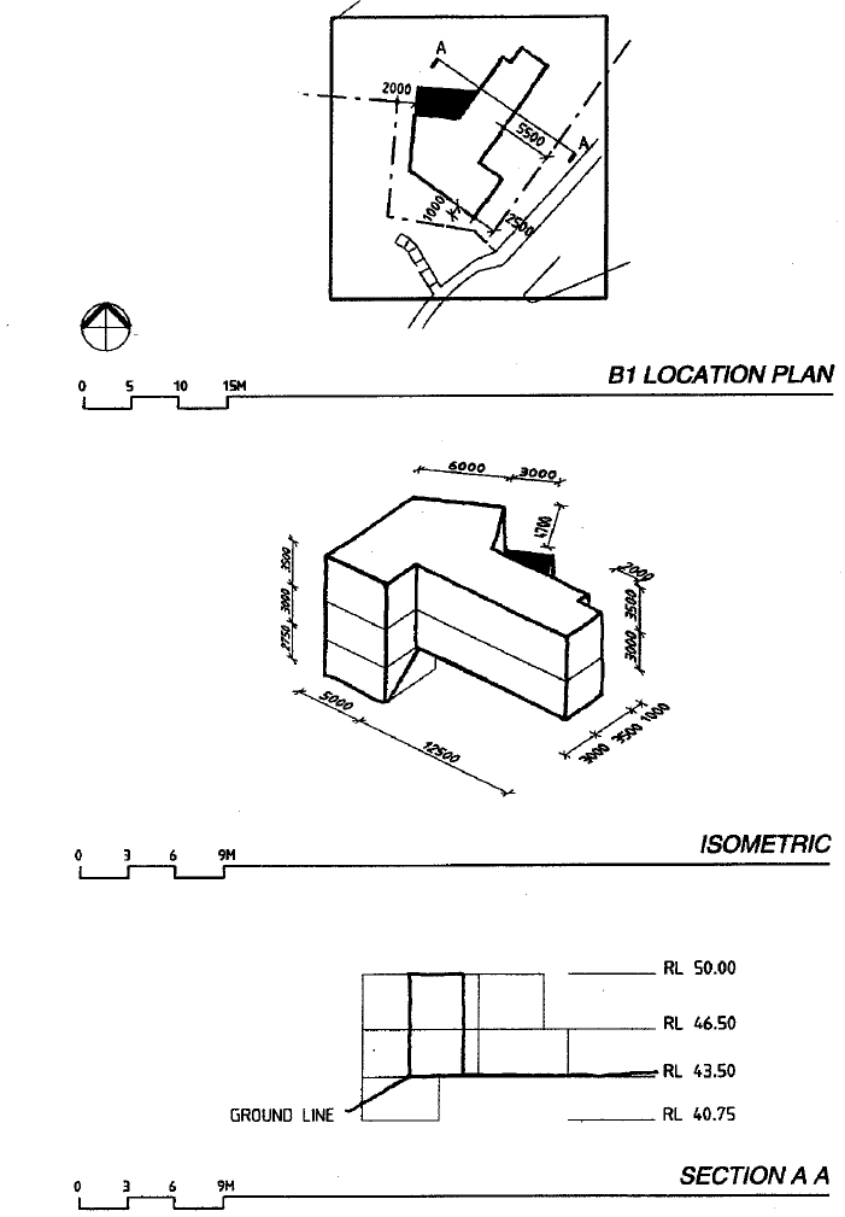 A
2000
5500
A
1000
2500
0 5 10 15M
B1 LOCATION PLAN
6000 3000
4700
3500
3000
2750
2000
3500
3000
5000
12500
3000 3500 1000
0 3 6 9M
ISOMETRIC
RL 50.00
RL 46.50
RL 43.50
RL 40.75
GROUND LINE
0 3 6 9M
SECTION A A